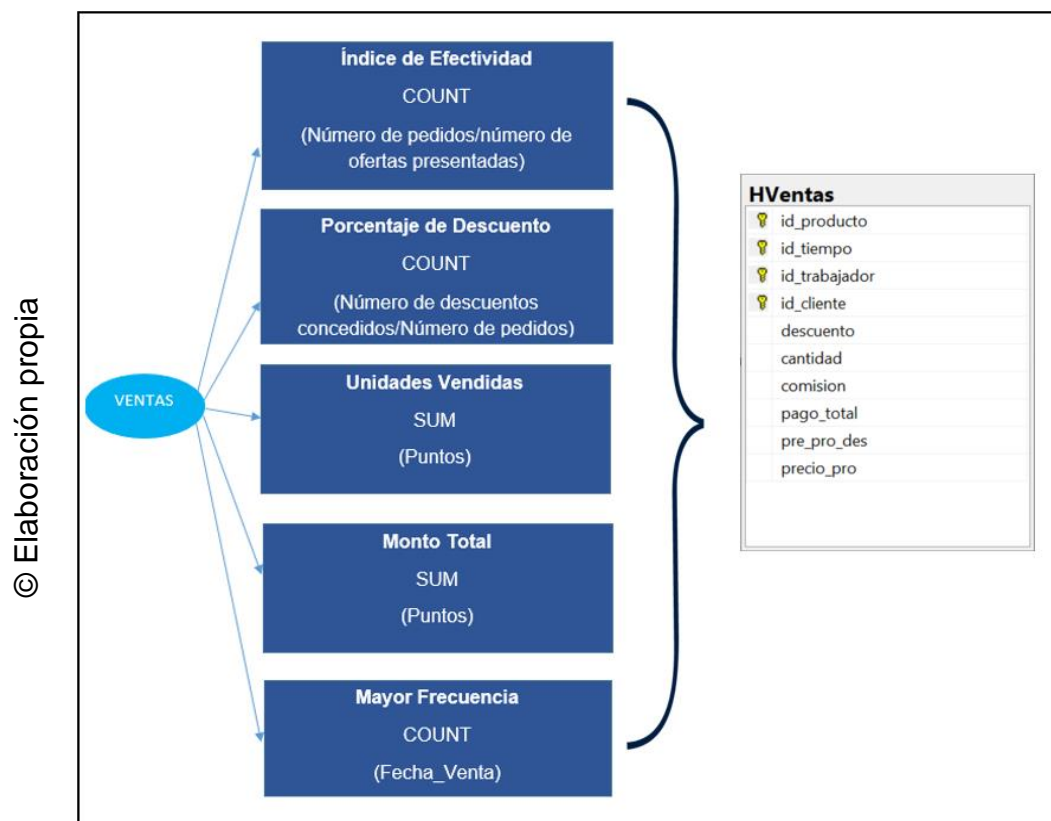 © Elaboración propia
VENTAS
Índice de Efectividad
COUNT
(Número de pedidos/número de
ofertas presentadas)
Porcentaje de Descuento
COUNT
(Número de descuentos
concedidos/Número de pedidos)
Unidades Vendidas
SUM
(Puntos)
Monto Total
SUM
(Puntos)
Mayor Frecuencia
COUNT
(Fecha_Venta)
HVentas
id_producto
id_tiempo
id_trabajador
id_cliente
descuento
cantidad
comision
pago_total
pre_pro_des
precio_pro